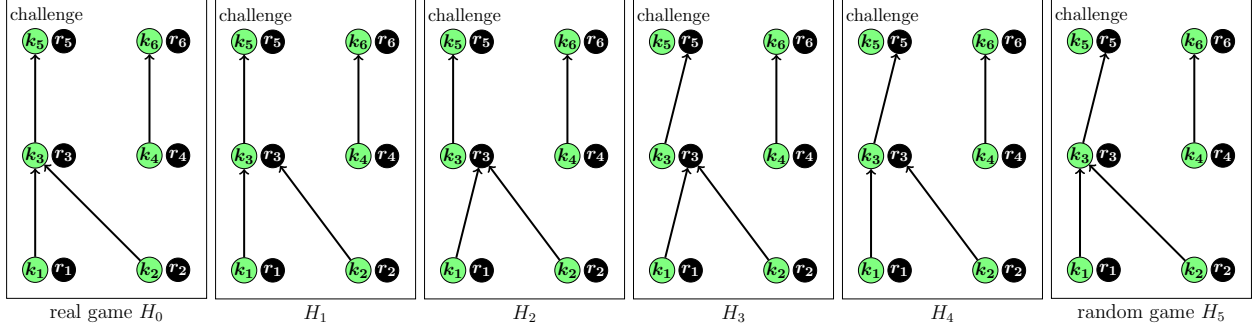 challenge
k₅ r₅ k₆ r₆
k₃ r₃ k₄ r₄
k₁ r₁ k₂ r₂
real game H₀
challenge
k₅ r₅ k₆ r₆
k₃ r₃ k₄ r₄
k₁ r₁ k₂ r₂
H₁
challenge
k₅ r₅ k₆ r₆
k₃ r₃ k₄ r₄
k₁ r₁ k₂ r₂
H₂
challenge
k₅ r₅ k₆ r₆
k₃ r₃ k₄ r₄
k₁ r₁ k₂ r₂
H₃
challenge
k₅ r₅ k₆ r₆
k₃ r₃ k₄ r₄
k₁ r₁ k₂ r₂
H₄
challenge
k₅ r₅ k₆ r₆
k₃ r₃ k₄ r₄
k₁ r₁ k₂ r₂
random game H₅